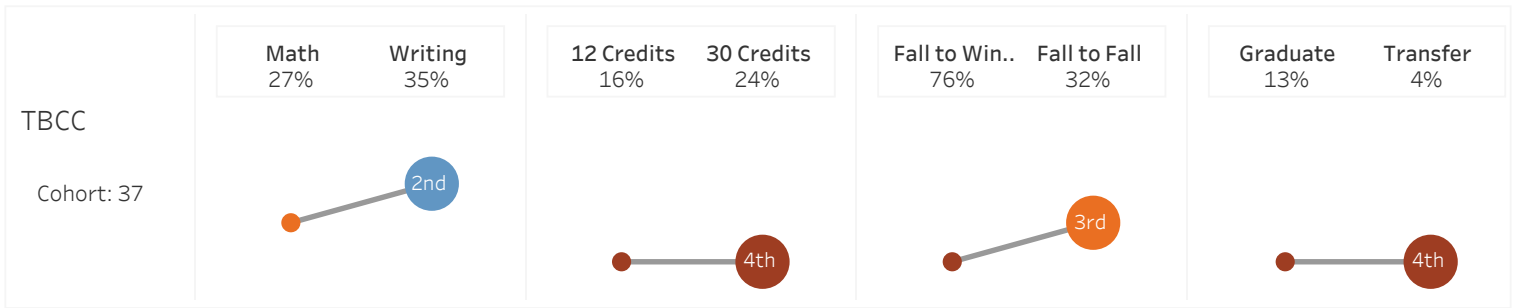 Math Writing
27% 35%
12 Credits 30 Credits
16% 24%
Fall to Win.. Fall to Fall
76% 32%
Graduate Transfer
13% 4%
TBCC
Cohort: 37
2nd
4th
3rd
4th